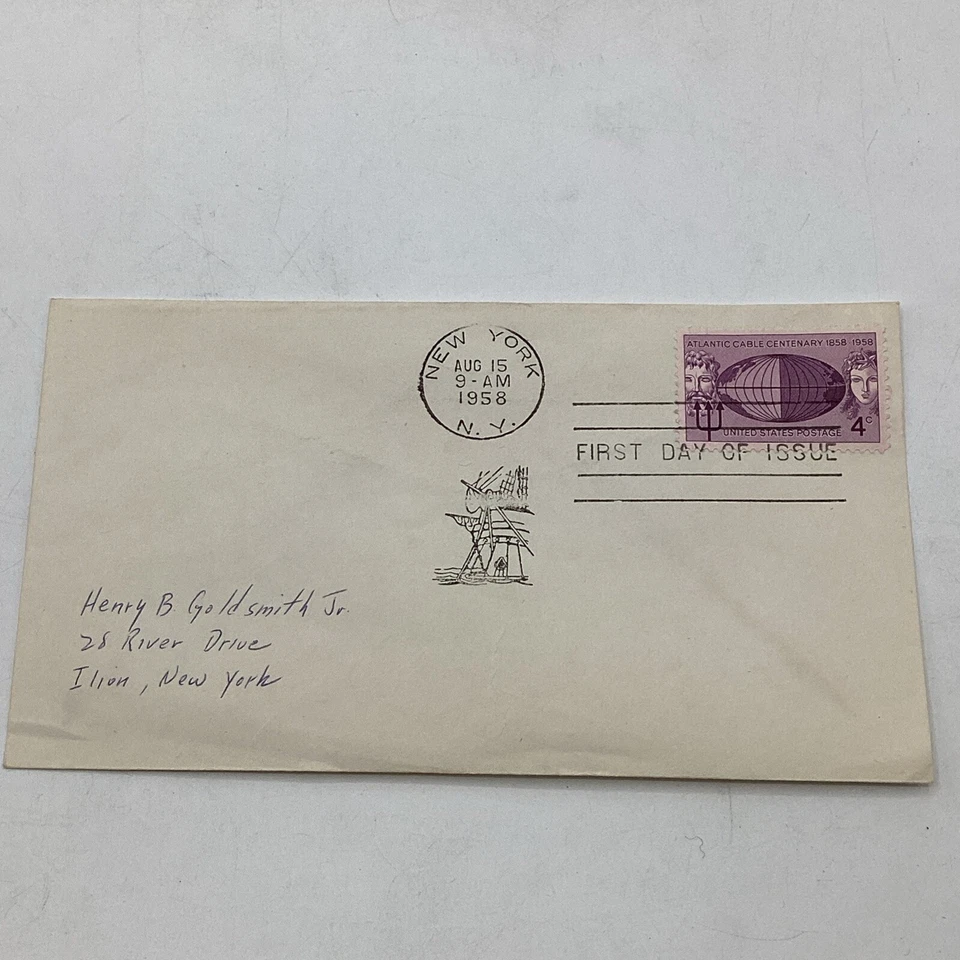 NEW YORK
AUG 15
9-AM
1958
N.Y.
ATLANTIC CABLE CENTENARY 1858 1958
UNITED STATES POSTAGE
4c
FIRST DAY OF ISSUE
Henry B. Goldsmith Jr.
28 River Drive
Ilion, New York